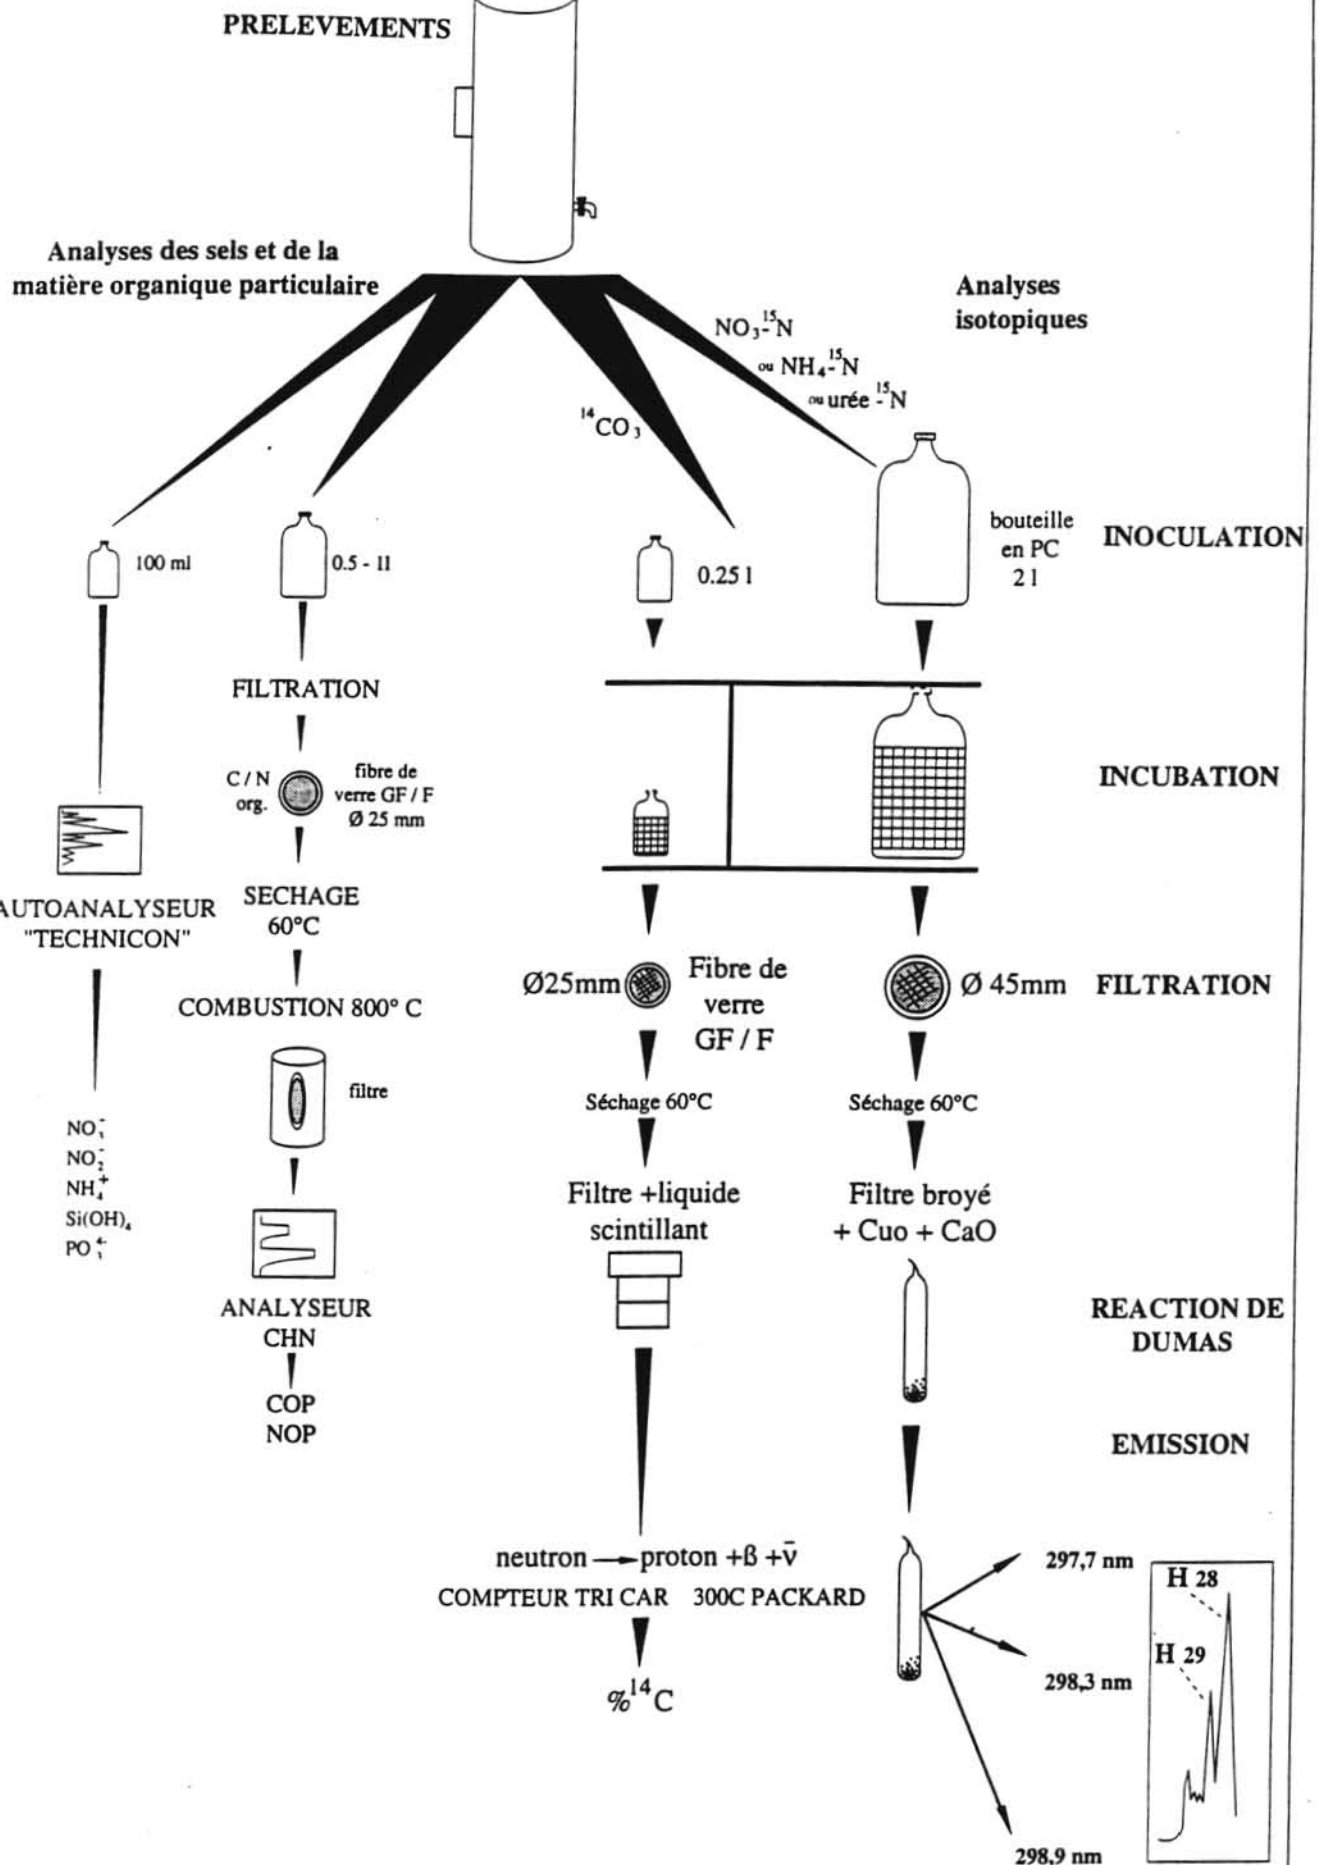 PRELEVEMENTS
Analyses des sels et de la
matière organique particulaire
Analyses
isotopiques
NO₃-¹⁵N
ou NH₄-¹⁵N
ou urée -¹⁵N
¹⁴CO₃
100 ml
0.5 - 1l
0.25 l
bouteille
en PC
2 l
INOCULATION
FILTRATION
C / N
org.
fibre de
verre GF / F
Ø 25 mm
INCUBATION
AUTOANALYSEUR
"TECHNICON"
SECHAGE
60°C
COMBUSTION 800° C
filtre
Ø25mm
Fibre de
verre
GF / F
Ø 45mm
FILTRATION
Séchage 60°C
Séchage 60°C
NO₃⁻
NO₂⁻
NH₄⁺
Si(OH)₄
PO₃⁴⁻
Filtre +liquide
scintillant
Filtre broyé
+ Cuo + CaO
ANALYSEUR
CHN
COP
NOP
REACTION DE
DUMAS
EMISSION
neutron → proton +ß +ν̄
COMPTEUR TRI CAR 300C PACKARD
%¹⁴C
297,7 nm
298,3 nm
298,9 nm
H 28
H 29